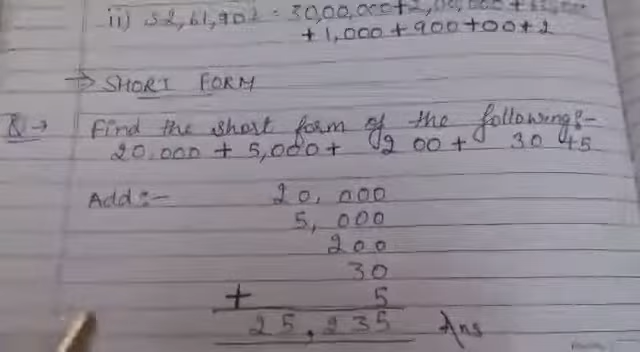 ii) 32,61,902 = 30,00,000+2,00,000+
+1,000+900+00+2
→ SHORT FORM
Q→ Find the short form of the following:-
20,000 + 5,000+ 200+ 30 +5
Add:- 20,000
5,000
200
30
+ 5
25,235 Ans